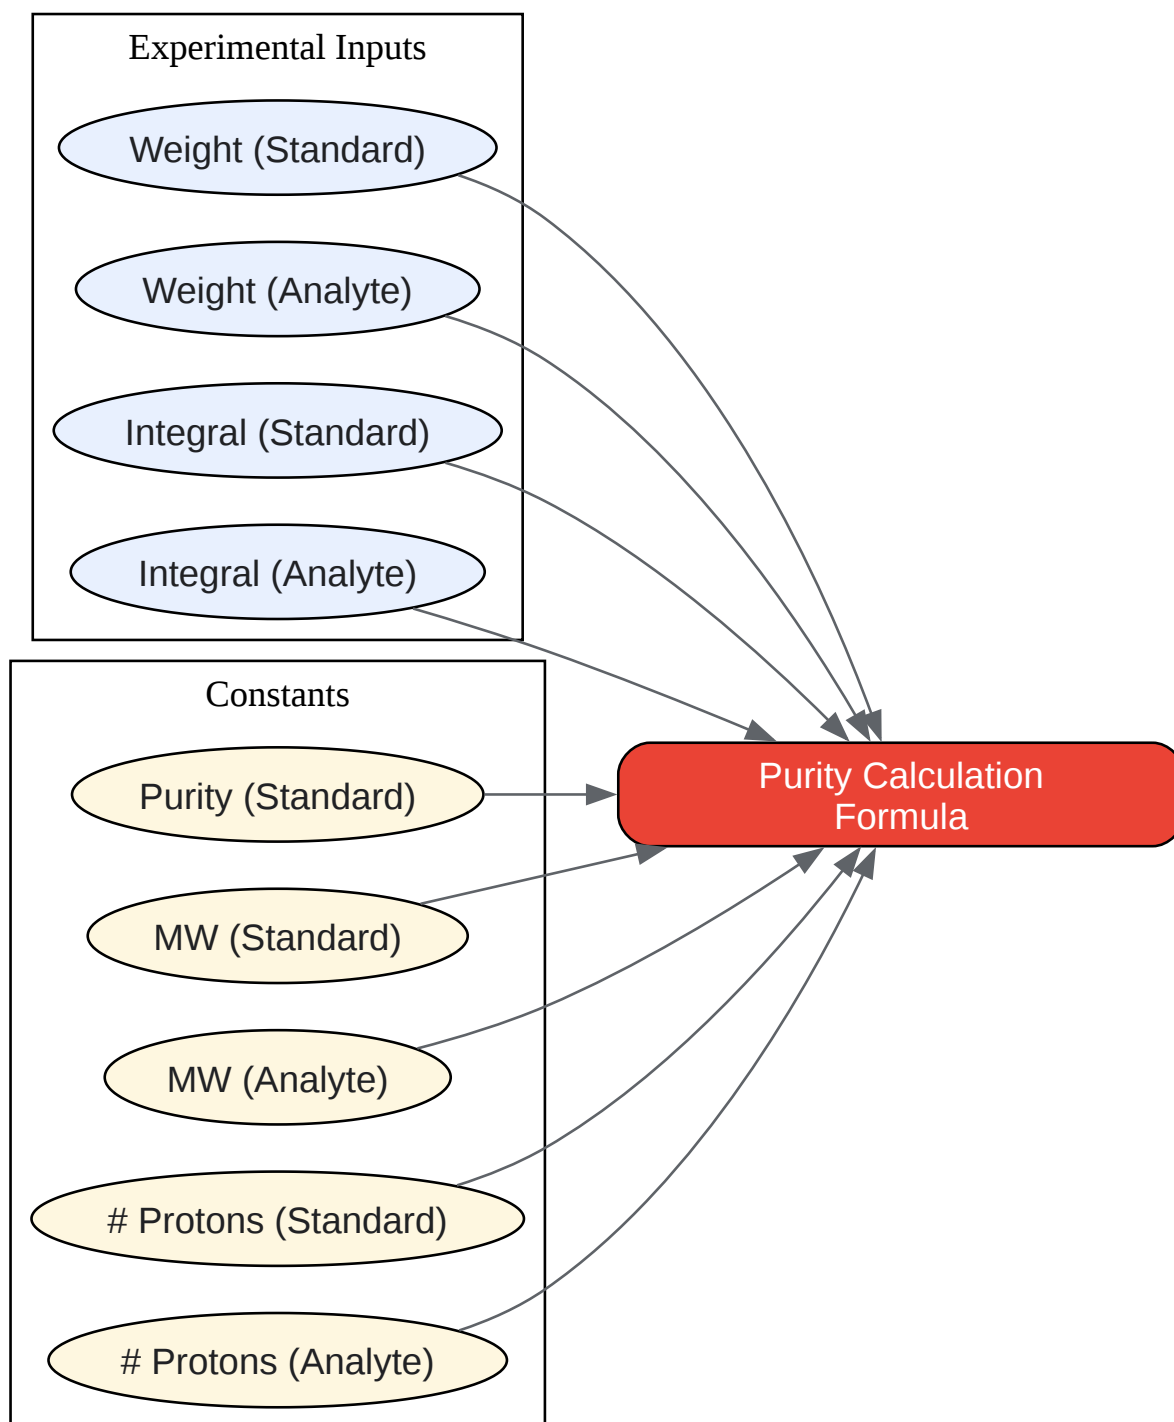 Experimental Inputs
Weight (Standard)
Weight (Analyte)
Integral (Standard)
Integral (Analyte)
Constants
Purity (Standard)
MW (Standard)
MW (Analyte)
# Protons (Standard)
# Protons (Analyte)
Purity Calculation
Formula